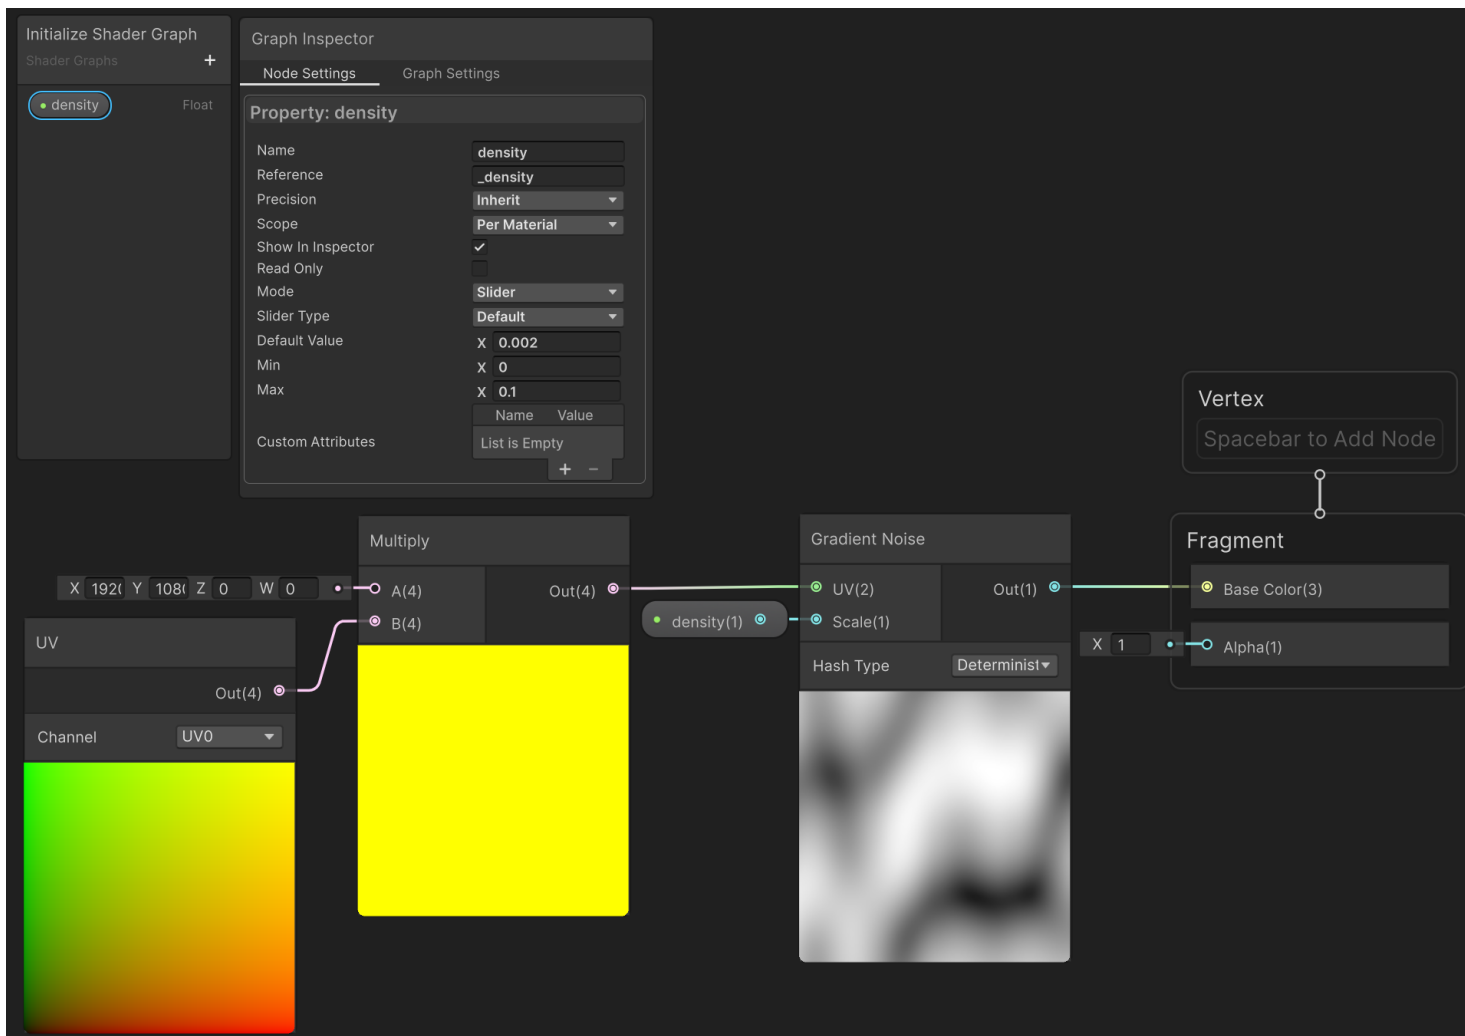 Initialize Shader Graph
Shader Graphs
+
density Float
Graph Inspector
Node Settings Graph Settings
Property: density
Name density
Reference _density
Precision Inherit
Scope Per Material
Show In Inspector
Read Only
Mode Slider
Slider Type Default
Default Value X 0.002
Min X 0
Max X 0.1
Name Value
Custom Attributes List is Empty
+ −
Vertex
Spacebar to Add Node
Multiply
X 192( Y 108( Z 0 W 0
A(4) Out(4)
B(4)
UV
Out(4)
Channel UV0
density(1)
Gradient Noise
UV(2) Out(1)
Scale(1)
Hash Type Determinist
Fragment
Base Color(3)
X 1
Alpha(1)